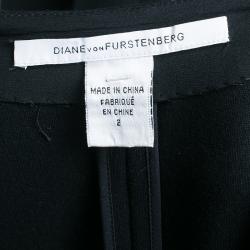 DIANE VON FURSTENBERG
MADE IN CHINA
FABRIQUÉ
EN CHINE
2